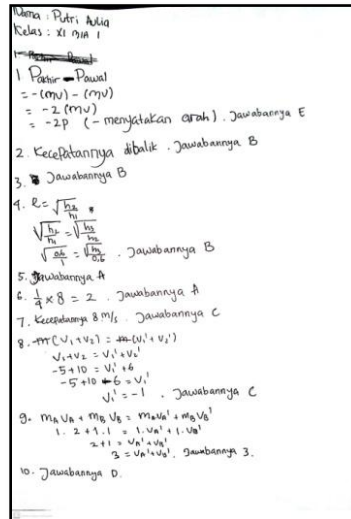 Nama : Putri Aulia
Kelas : XI MIA 1
1 Pakhir - Pawal
= -(mv) - (mv)
= -2 (mv)
= -2p (- menyatakan arah) . Jawabannya E
2. Kecepatannya dibalik . Jawabannya B
3. Jawabannya B
4. e = √h2/h1
√h2/h1 = √h3/h2
√0.6/1 = √h3/0.6 . Jawabannya B
5. Jawabannya A
6. 1/4 × 8 = 2 . Jawabannya A
7. Kecepatannya 8 m/s . Jawabannya C
8. m(V1 + V2) = m(V1' + V2')
V1 + V2 = V1' + V2'
-5 + 10 = V1' + 6
-5 + 10 - 6 = V1'
V1' = -1 . Jawabannya C
9. mA VA + mB VB = mA VA' + mB VB'
1. 2 + 1. 1 = 1. VA' + 1. VB'
2 + 1 = VA' + VB'
3 = VA' + VB' . Jawabannya 3.
10. Jawabannya D.